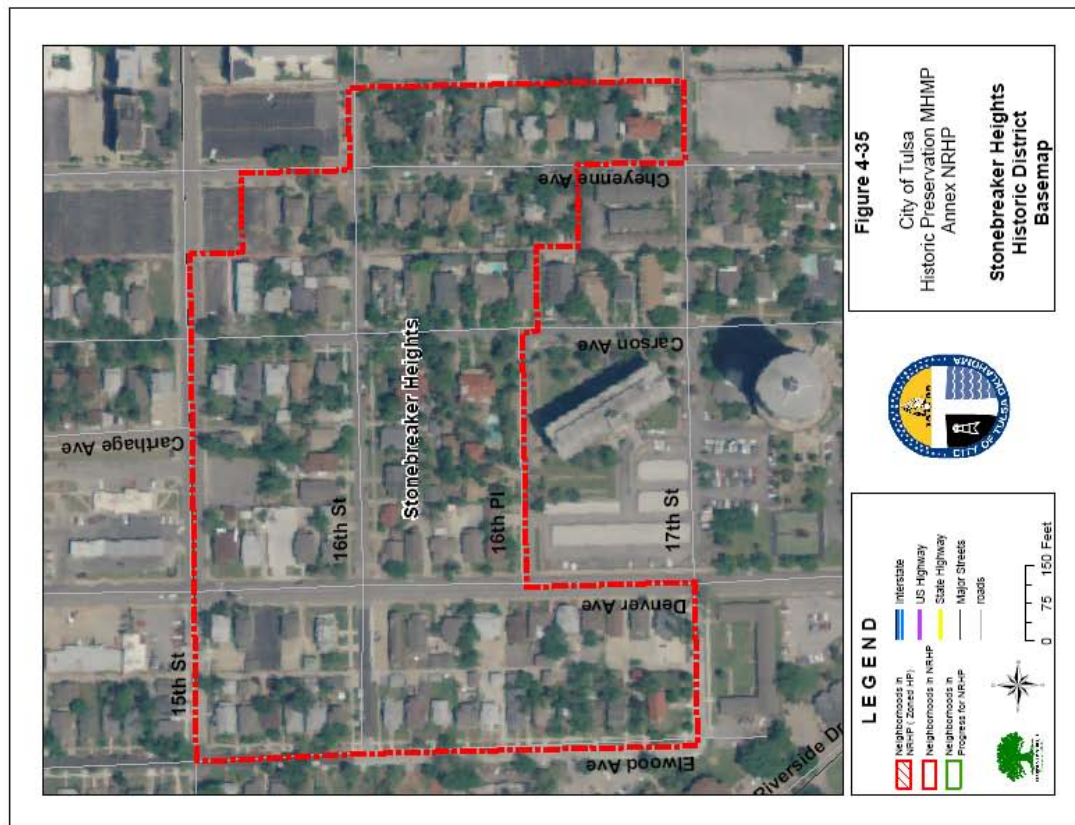 15th St
Carthage Ave
16th St
Stonebreaker Heights
16th Pl
17th St
Elwood Ave
Denver Ave
Carson Ave
Cheyenne Ave
Riverside Dr
LEGEND
Neighborhoods in
NRHP ( Zoned HP)
Neighborhoods in NRHP
Neighborhoods in
Progress for NRHP
Interstate
US Highway
State Highway
Major Streets
roads
0 75 150 Feet
CITY OF TULSA OKLAHOMA
Figure 4-35
City of Tulsa
Historic Preservation MHMP
Annex NRHP
Stonebreaker Heights
Historic District
Basemap